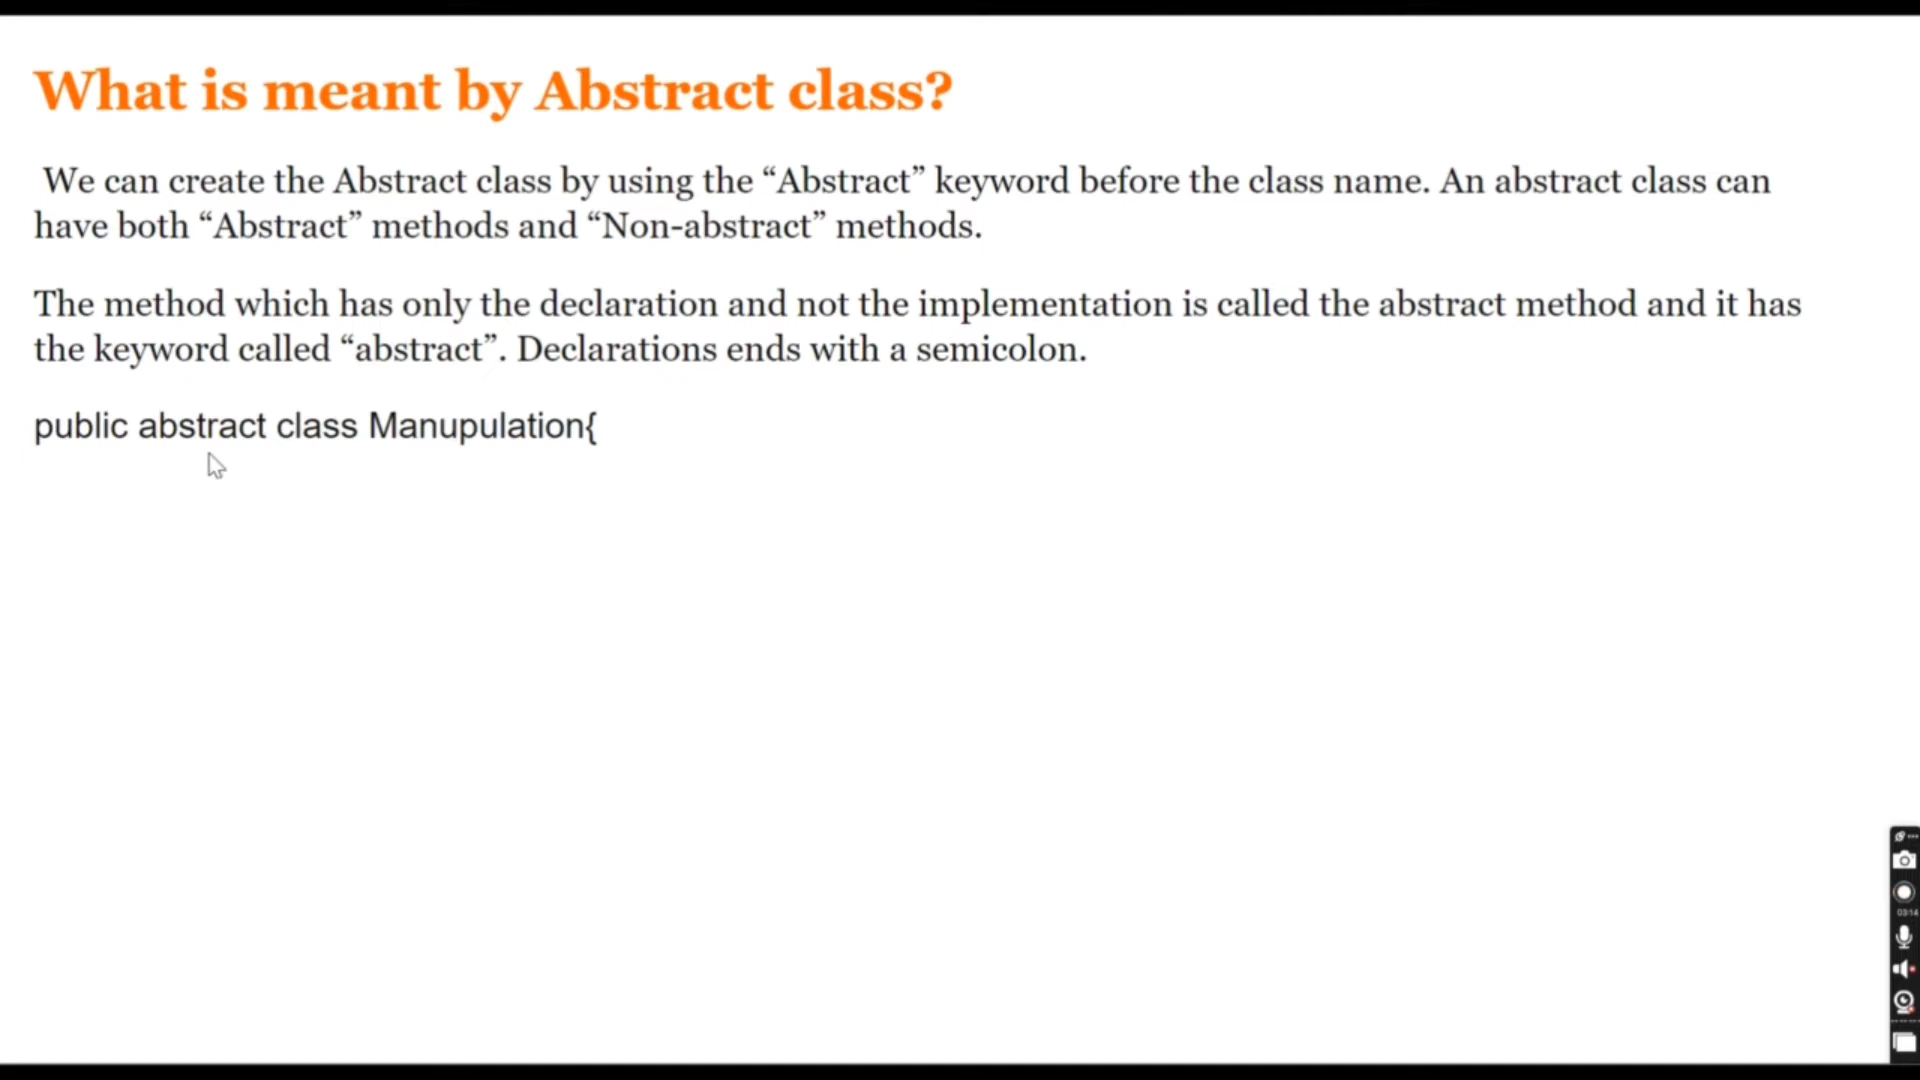 What is meant by Abstract class?
We can create the Abstract class by using the “Abstract” keyword before the class name. An abstract class can
have both “Abstract” methods and “Non-abstract” methods.
The method which has only the declaration and not the implementation is called the abstract method and it has
the keyword called “abstract”. Declarations ends with a semicolon.
public abstract class Manupulation{
03:14